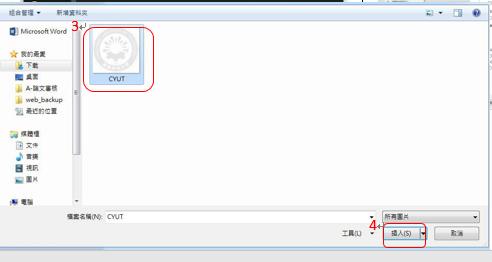 組合管理 新增資料夾
3
Microsoft Word
我的最愛
下載
桌面
A-論文審核
web_backup
最近的位置
媒體櫃
文件
音樂
視訊
圖片
電腦
CYUT
檔案名稱(N): CYUT
所有圖片
4
工具(L) 插入(S) 取消